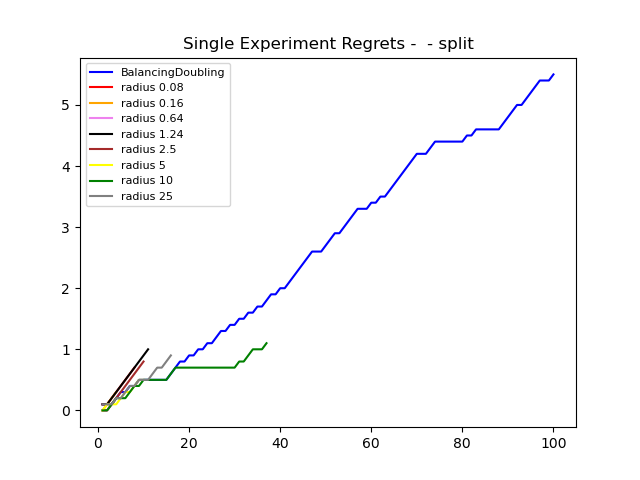 Single Experiment Regrets -  - split
BalancingDoubling
radius 0.08
radius 0.16
radius 0.64
radius 1.24
radius 2.5
radius 5
radius 10
radius 25
5
4
3
2
1
0
0 20 40 60 80 100